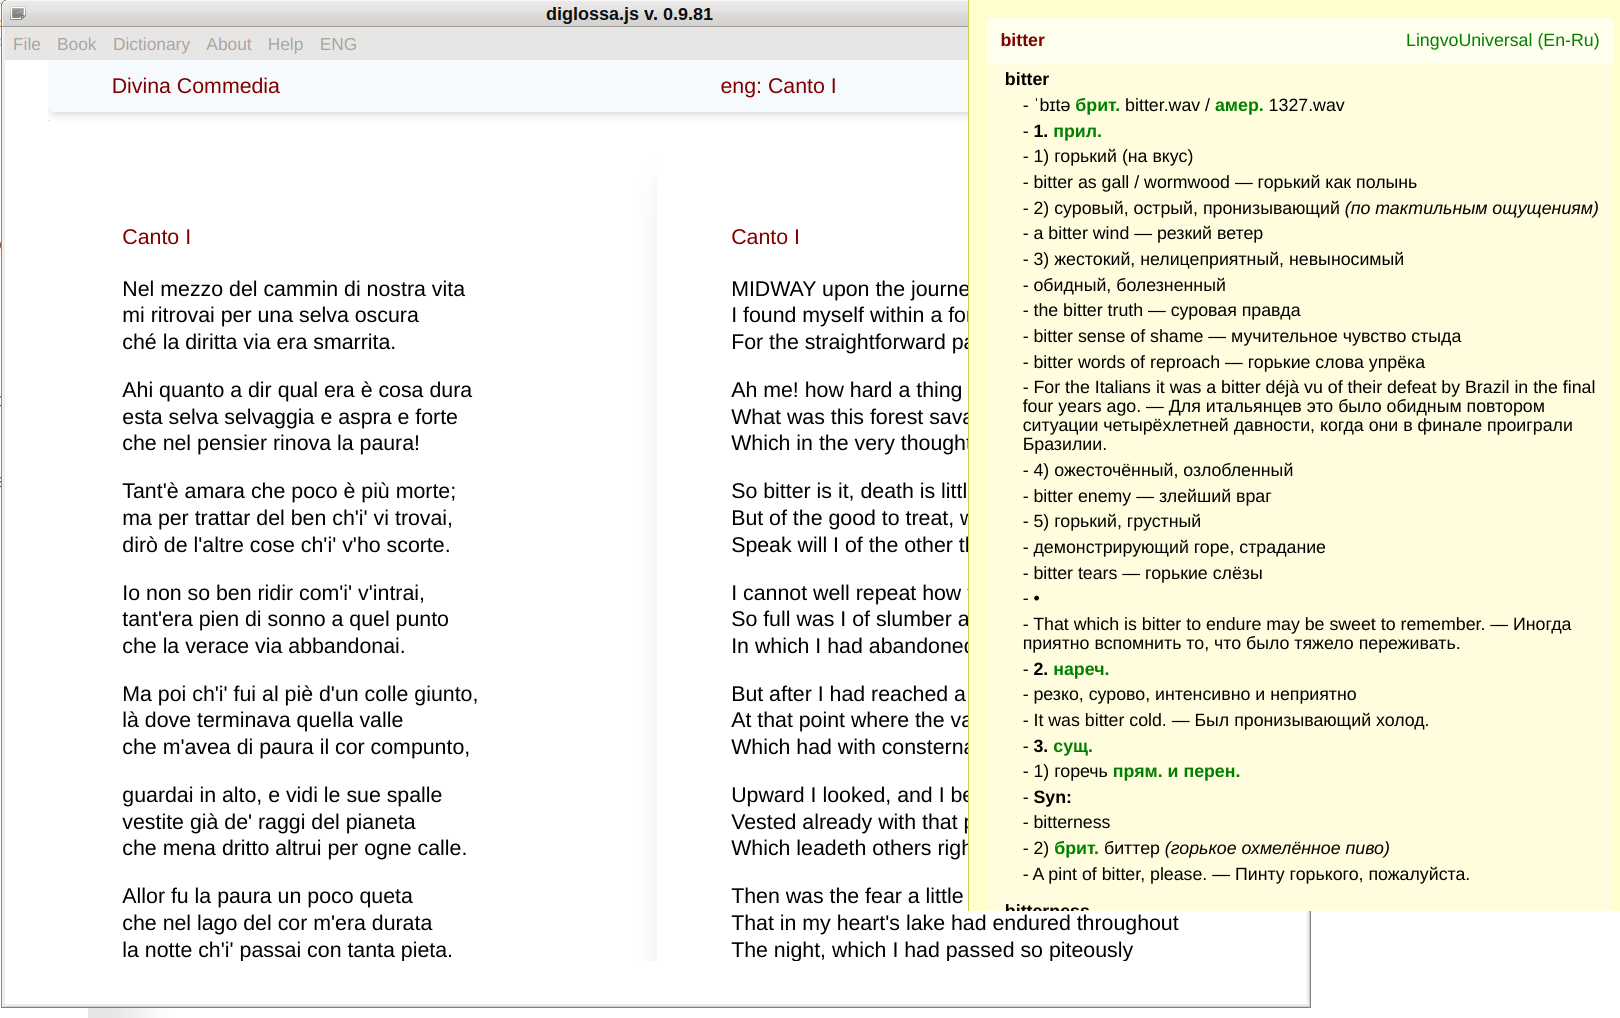 diglossa.js v. 0.9.81
File Book Dictionary About Help ENG
Divina Commedia
eng: Canto I
Canto I
Nel mezzo del cammin di nostra vita
mi ritrovai per una selva oscura
ché la diritta via era smarrita.
Ahi quanto a dir qual era è cosa dura
esta selva selvaggia e aspra e forte
che nel pensier rinova la paura!
Tant'è amara che poco è più morte;
ma per trattar del ben ch'i' vi trovai,
dirò de l'altre cose ch'i' v'ho scorte.
Io non so ben ridir com'i' v'intrai,
tant'era pien di sonno a quel punto
che la verace via abbandonai.
Ma poi ch'i' fui al piè d'un colle giunto,
là dove terminava quella valle
che m'avea di paura il cor compunto,
guardai in alto, e vidi le sue spalle
vestite già de' raggi del pianeta
che mena dritto altrui per ogne calle.
Allor fu la paura un poco queta
che nel lago del cor m'era durata
la notte ch'i' passai con tanta pieta.
Canto I
MIDWAY upon the journe
I found myself within a
For the straightforward
Ah me! how hard a thing
What was this forest
Which in the very though
So bitter is it, death is
But of the good to treat,
Speak will I of the other
I cannot well repeat how
So full was I of slumber a
In which I had abandoned
But after I had reached a
At that point where the
Which had with
Upward I looked, and I
Vested already with that
Which leadeth others
Then was the fear a little
That in my heart's lake had endured throughout
The night, which I had passed so piteously
bitter
LingvoUniversal (En-Ru)
bitter
- ˈbɪtə брит. bitter.wav / амер. 1327.wav
- 1. прил.
- 1) горький (на вкус)
- bitter as gall / wormwood — горький как полынь
- 2) суровый, острый, пронизывающий (по тактильным ощущениям)
- a bitter wind — резкий ветер
- 3) жестокий, нелицеприятный, невыносимый
- обидный, болезненный
- the bitter truth — суровая правда
- bitter sense of shame — мучительное чувство стыда
- bitter words of reproach — горькие слова упрёка
- For the Italians it was a bitter déjà vu of their defeat by Brazil in the final
four years ago. — Для итальянцев это было обидным повтором
ситуации четырёхлетней давности, когда они в финале проиграли
Бразилии.
- 4) ожесточённый, озлобленный
- bitter enemy — злейший враг
- 5) горький, грустный
- демонстрирующий горе, страдание
- bitter tears — горькие слёзы
- •
- That which is bitter to endure may be sweet to remember. — Иногда
приятно вспомнить то, что было тяжело переживать.
- 2. нареч.
- резко, сурово, интенсивно и неприятно
- It was bitter cold. — Был пронизывающий холод.
- 3. сущ.
- 1) горечь прям. и перен.
- Syn:
- bitterness
- 2) брит. биттер (горькое охмелённое пиво)
- A pint of bitter, please. — Пинту горького, пожалуйста.
bitterness